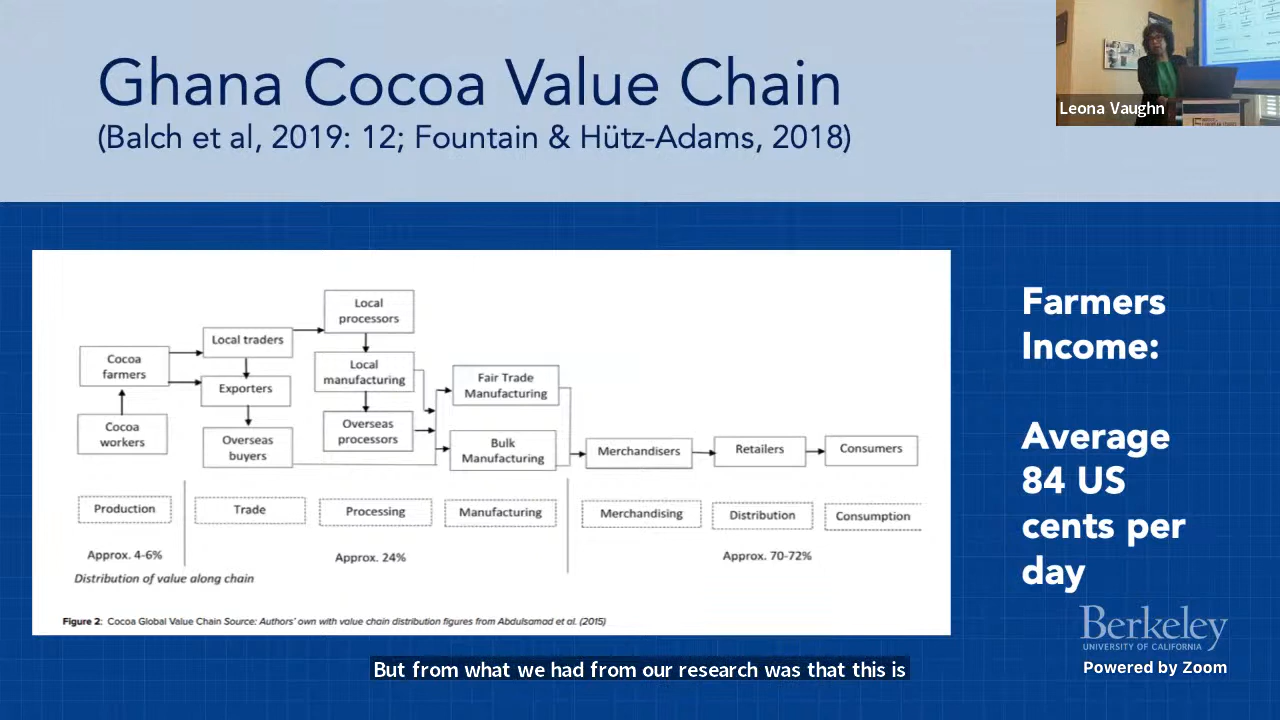 Ghana Cocoa Value Chain
(Balch et al, 2019: 12; Fountain & Hütz-Adams, 2018)
Leona Vaughn
Local
processors
Local traders
Cocoa
farmers
Local
manufacturing
Exporters
Fair Trade
Manufacturing
Cocoa
workers
Overseas
buyers
Overseas
processors
Bulk
Manufacturing
Merchandisers
Retailers
Consumers
Production
Trade
Processing
Manufacturing
Merchandising
Distribution
Consumption
Approx. 4-6%
Approx. 24%
Approx. 70-72%
Distribution of value along chain
Figure 2: Cocoa Global Value Chain Source: Authors' own with value chain distribution figures from Abdulsamad et al. (2015)
Farmers
Income:
Average
84 US
cents per
day
Berkeley
UNIVERSITY OF CALIFORNIA
Powered by Zoom
But from what we had from our research was that this is